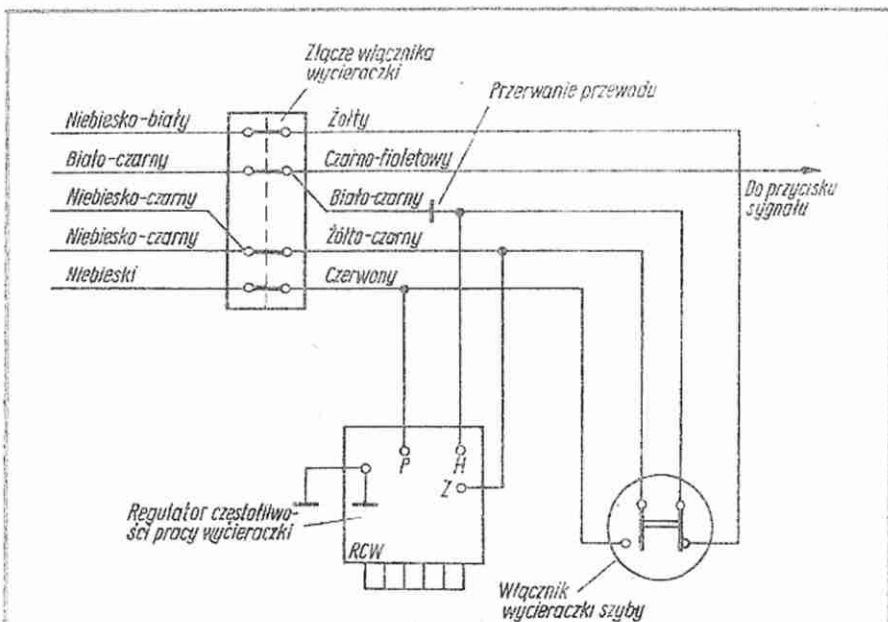 Złącze włącznika
wycieraczki
Przerwanie przewodu
Niebiesko-biały
Żółty
Biało-czarny
Czarno-fioletowy
Do przycisku
sygnału
Niebiesko-czarny
Biało-czarny
Niebiesko-czarny
Żółto-czarny
Niebieski
Czerwony
P
H
Z
Regulator częstotliwo-
ści pracy wycieraczki
RCW
Włącznik
wycieraczki szyby